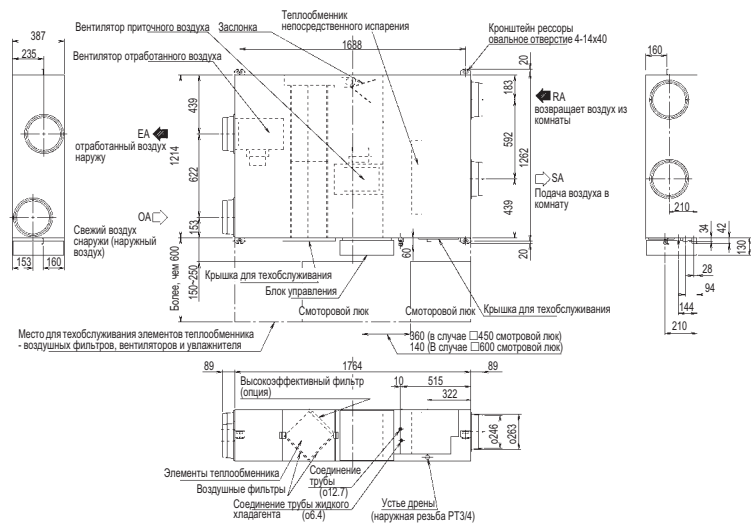 387
235
Вентилятор приточного воздуха
Заслонка
Теплообменник
непосредственного испарения
Вентилятор отработанного воздуха
1688
Кронштейн рессоры
овальное отверстие 4-14x40
20
160
439
183
RA
возвращает воздух из
комнаты
EA
отработанный воздух
наружу
1214
592
1262
622
SA
Подача воздуха в
комнату
210
OA
Свежий воздух
снаружи (наружный
воздух)
153
439
34
42
130
153
160
Более, чем 600
150~250
60
20
28
94
144
210
Крышка для техобслуживания
Блок управления
Смоторовой люк
Смоторовой люк
Крышка для техобслуживания
Место для техобслуживания элементов теплообменника
- воздушных фильтров, вентиляторов и увлажнителя
360 (в случае □450 смотровой люк)
140 (В случае □600 смотровой люк)
89
1764
89
Высокоэффективный фильтр
(опция)
10
515
322
o246
o263
Элементы теплообменника
Воздушные фильтры
Соединение
трубы
(o12.7)
Соединение трубы жидкого
хладагента
(o6.4)
Устье дрены
(наружная резьба PT3/4)